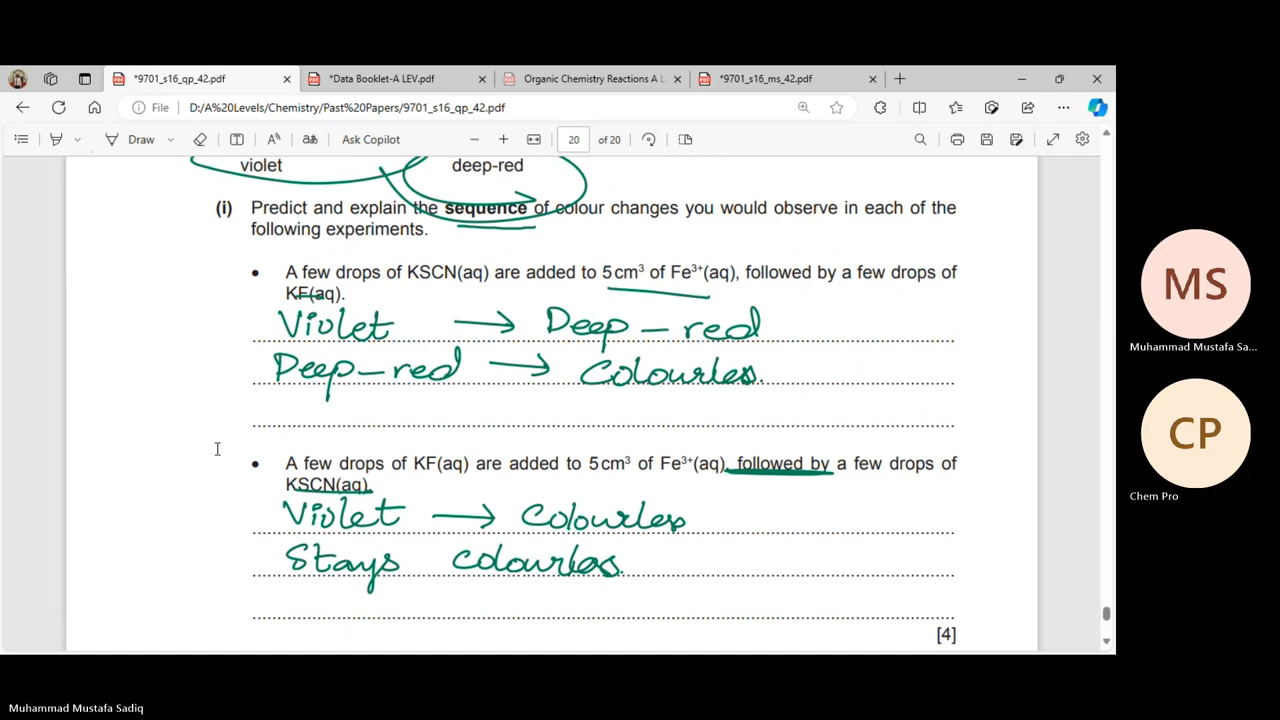 *9701_s16_qp_42.pdf
*Data Booklet-A LEV.pdf
Organic Chemistry Reactions A L
*9701_s16_ms_42.pdf
File
D:/A%20Levels/Chemistry/Past%20Papers/9701_s16_qp_42.pdf
Draw
Ask Copilot
20 of 20
violet deep-red
(i) Predict and explain the sequence of colour changes you would observe in each of the
following experiments.
• A few drops of KSCN(aq) are added to 5 cm³ of Fe³⁺(aq), followed by a few drops of
KF(aq).
Violet → Deep-red
Deep-red → Colourless.
• A few drops of KF(aq) are added to 5 cm³ of Fe³⁺(aq), followed by a few drops of
KSCN(aq).
Violet → Colourless
Stays colourless.
[4]
MS
Muhammad Mustafa Sa...
CP
Chem Pro
Muhammad Mustafa Sadiq